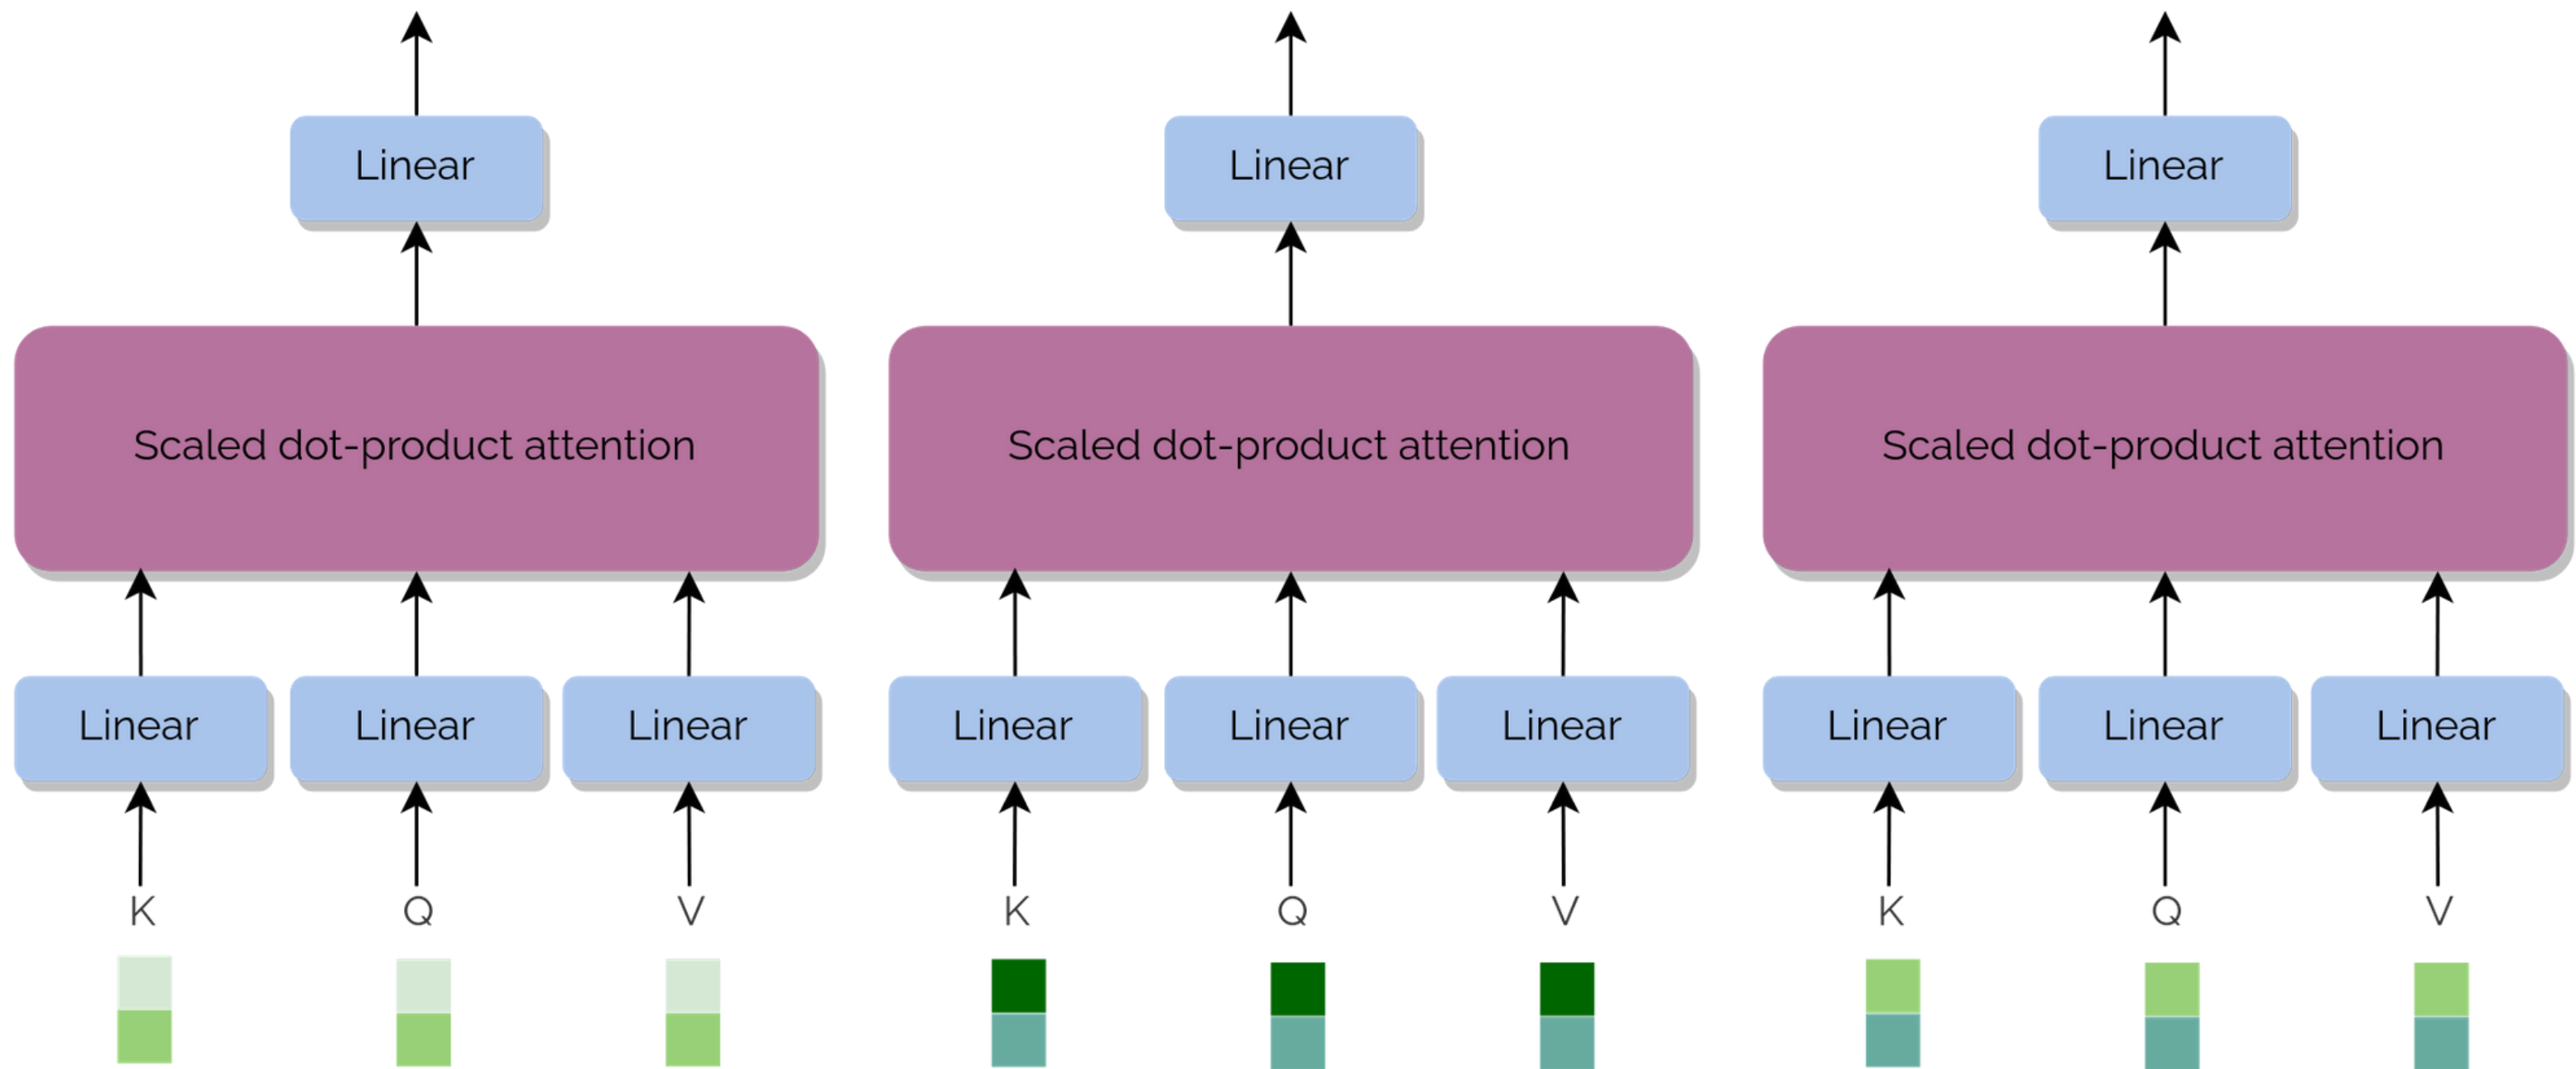 Linear Linear Linear
Scaled dot-product attention Scaled dot-product attention Scaled dot-product attention
Linear Linear Linear Linear Linear Linear Linear Linear Linear
K Q V K Q V K Q V